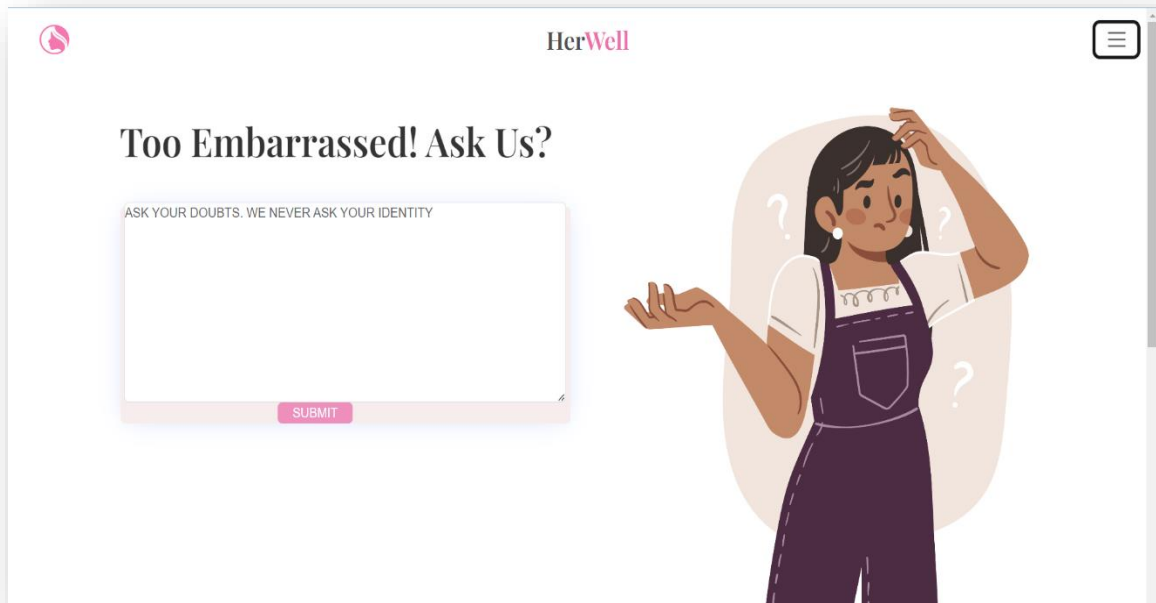 HerWell
Too Embarrassed! Ask Us?
ASK YOUR DOUBTS. WE NEVER ASK YOUR IDENTITY
SUBMIT
? ? ?